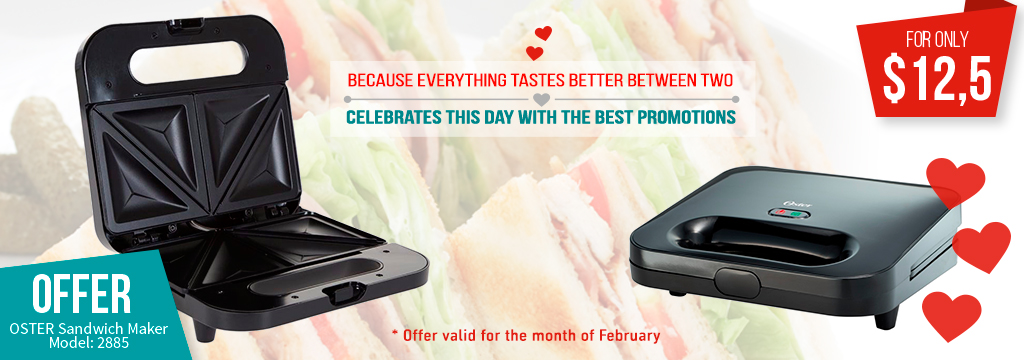 FOR ONLY
$12,5
BECAUSE EVERYTHING TASTES BETTER BETWEEN TWO
CELEBRATES THIS DAY WITH THE BEST PROMOTIONS
Oster
OFFER
OSTER Sandwich Maker
Model: 2885
* Offer valid for the month of February